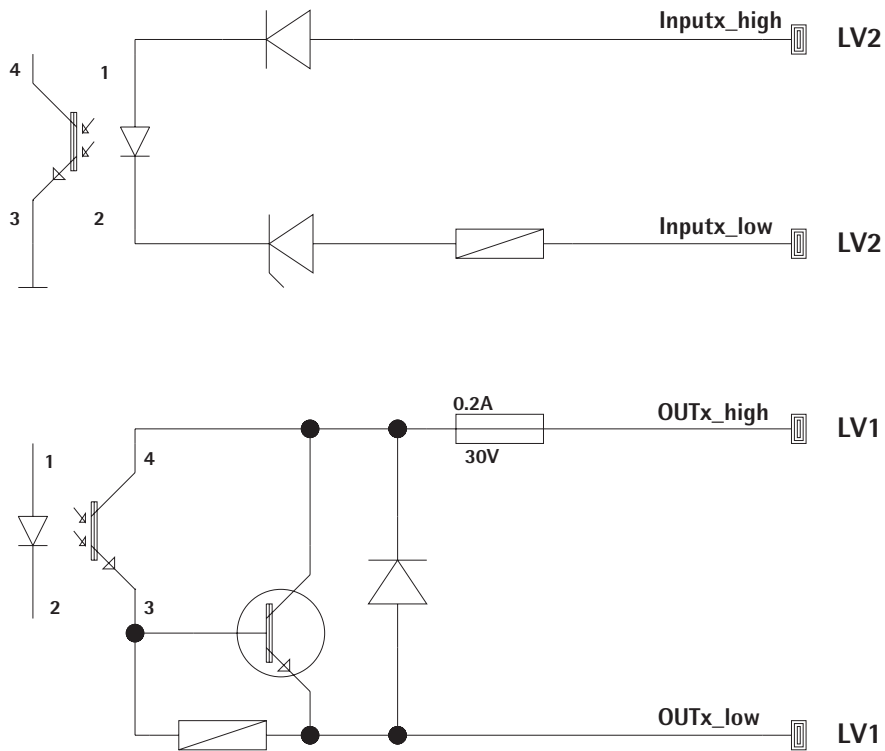 Inputx_high
LV2
4
1
3
2
Inputx_low
LV2
0.2A
OUTx_high
LV1
30V
1
4
2
3
OUTx_low
LV1